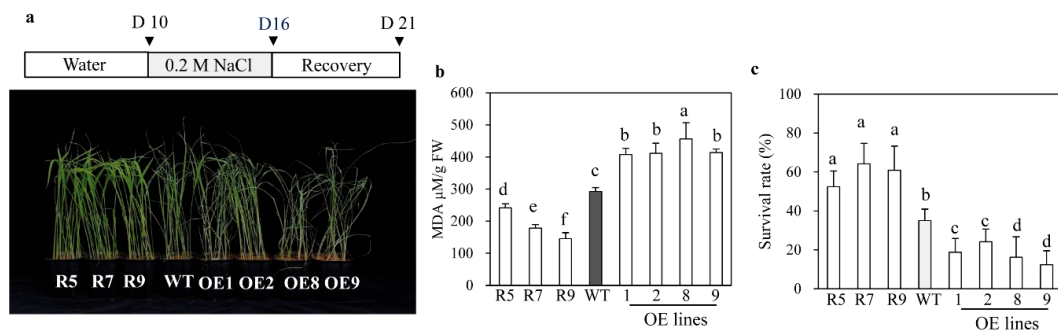 a
D 10
D16
D 21
Water
0.2 M NaCl
Recovery
R5 R7 R9 WT OE1 OE2 OE8 OE9
b
MDA µM/g FW
600
500
400
300
200
100
0
d
e
f
c
b
b
a
b
R5 R7 R9 WT 1 2 8 9
OE lines
c
Survival rate (%)
100
80
60
40
20
0
a
a
a
b
c
c
d
d
R5 R7 R9 WT 1 2 8 9
OE lines